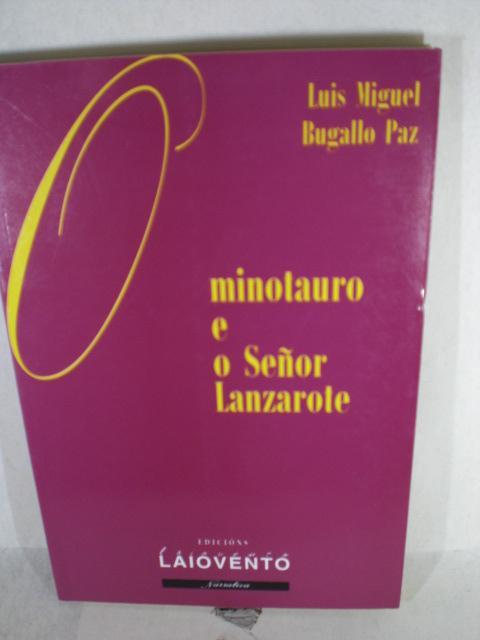 Luis Miguel
Bugallo Paz
O
minotauro
e
o Señor
Lanzarote
EDICIÓNS
LAIOVENTO
Narrativa